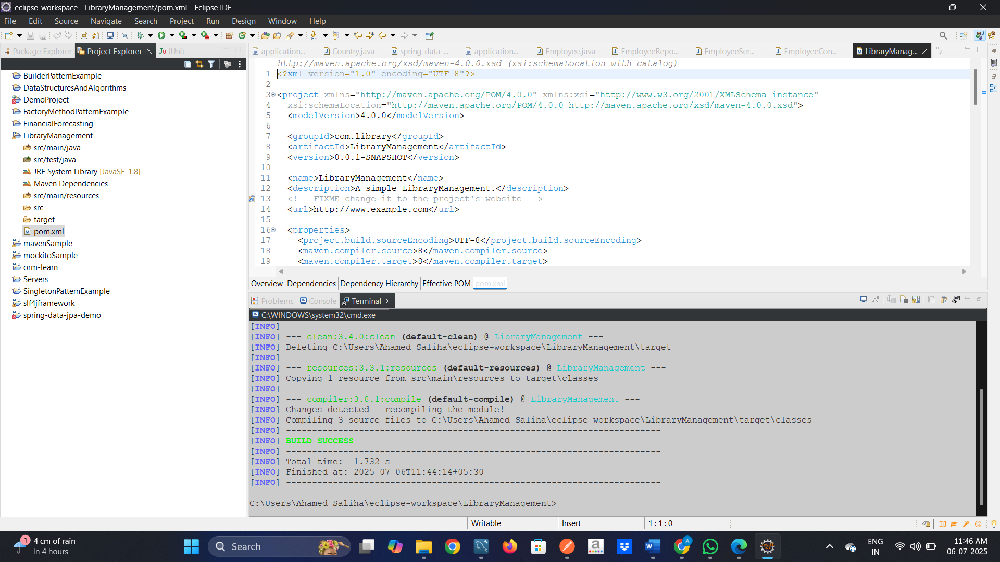 eclipse-workspace - LibraryManagement/pom.xml - Eclipse IDE
File Edit Source Navigate Search Project Run Design Window Help
Package Explorer Project Explorer JUnit
BuilderPatternExample
DataStructuresAndAlgorithms
DemoProject
FactoryMethodPatternExample
FinancialForecasting
LibraryManagement
src/main/java
src/test/java
JRE System Library [JavaSE-1.8]
Maven Dependencies
src/main/resources
src
target
pom.xml
mavenSample
mockitoSample
orm-learn
Servers
SingletonPatternExample
slf4jframework
spring-data-jpa-demo
application... Country.java spring-data-... application... Employee.java EmployeeRepo... EmployeeSer... EmployeeCon... LibraryManag... »3
http://maven.apache.org/xsd/maven-4.0.0.xsd (xsi:schemaLocation with catalog)
1 <?xml version="1.0" encoding="UTF-8"?>
2
3 <project xmlns="http://maven.apache.org/POM/4.0.0" xmlns:xsi="http://www.w3.org/2001/XMLSchema-instance"
4 xsi:schemaLocation="http://maven.apache.org/POM/4.0.0 http://maven.apache.org/xsd/maven-4.0.0.xsd">
5 <modelVersion>4.0.0</modelVersion>
6
7 <groupId>com.library</groupId>
8 <artifactId>LibraryManagement</artifactId>
9 <version>0.0.1-SNAPSHOT</version>
10
11 <name>LibraryManagement</name>
12 <description>A simple LibraryManagement.</description>
13 <!-- FIXME change it to the project's website -->
14 <url>http://www.example.com</url>
15
16 <properties>
17 <project.build.sourceEncoding>UTF-8</project.build.sourceEncoding>
18 <maven.compiler.source>8</maven.compiler.source>
19 <maven.compiler.target>8</maven.compiler.target>
Overview Dependencies Dependency Hierarchy Effective POM pom.xml
Problems Console Terminal
C:\WINDOWS\system32\cmd.exe
[INFO]
[INFO] --- clean:3.4.0:clean (default-clean) @ LibraryManagement ---
[INFO] Deleting C:\Users\Ahamed Saliha\eclipse-workspace\LibraryManagement\target
[INFO]
[INFO] --- resources:3.3.1:resources (default-resources) @ LibraryManagement ---
[INFO] Copying 1 resource from src\main\resources to target\classes
[INFO]
[INFO] --- compiler:3.8.1:compile (default-compile) @ LibraryManagement ---
[INFO] Changes detected - recompiling the module!
[INFO] Compiling 3 source files to C:\Users\Ahamed Saliha\eclipse-workspace\LibraryManagement\target\classes
[INFO] ------------------------------------------------------------------------
[INFO] BUILD SUCCESS
[INFO] ------------------------------------------------------------------------
[INFO] Total time:  1.732 s
[INFO] Finished at: 2025-07-06T11:44:14+05:30
[INFO] ------------------------------------------------------------------------
C:\Users\Ahamed Saliha\eclipse-workspace\LibraryManagement>
Writable Insert 1 : 1 : 0
1 4 cm of rain
In 4 hours
Search
ENG
IN
11:46 AM
06-07-2025